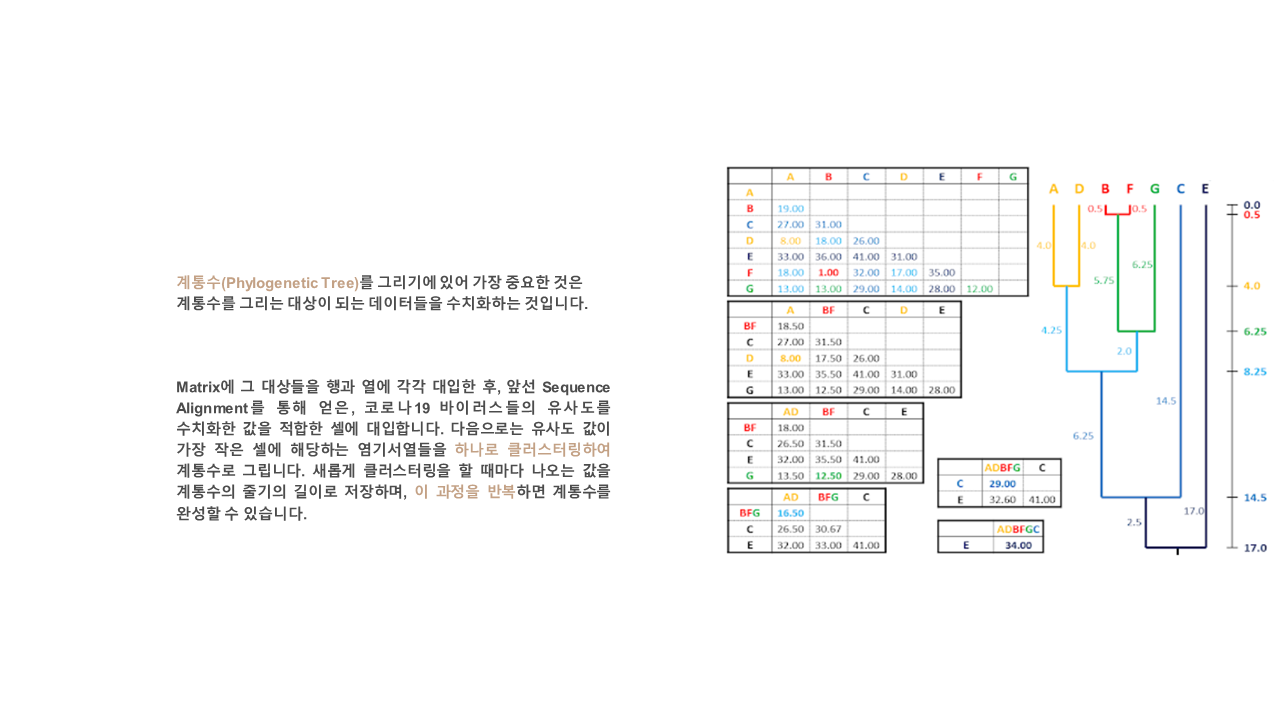 계통수(Phylogenetic Tree)를 그리기에 있어 가장 중요한 것은
계통수를 그리는 대상이 되는 데이터들을 수치화하는 것입니다.
Matrix에 그 대상들을 행과 열에 각각 대입한 후, 앞선 Sequence
Alignment를 통해 얻은, 코로나19 바이러스들의 유사도를
수치화한 값을 적합한 셀에 대입합니다. 다음으로는 유사도 값이
가장 작은 셀에 해당하는 염기서열들을 하나로 클러스터링하여
계통수로 그립니다. 새롭게 클러스터링을 할 때마다 나오는 값을
계통수의 줄기의 길이로 저장하며, 이 과정을 반복하면 계통수를
완성할 수 있습니다.
A B C D E F G
A
B 19.00
C 27.00 31.00
D 8.00 18.00 26.00
E 33.00 36.00 41.00 31.00
F 18.00 1.00 32.00 17.00 35.00
G 13.00 13.00 29.00 14.00 28.00 12.00
A BF C D E
BF 18.50
C 27.00 31.50
D 8.00 17.50 26.00
E 33.00 35.50 41.00 31.00
G 13.00 12.50 29.00 14.00 28.00
AD BF C E
BF 18.00
C 26.50 31.50
E 32.00 35.50 41.00
G 13.50 12.50 29.00 28.00
AD BFG C
BFG 16.50
C 26.50 30.67
E 32.00 33.00 41.00
ADBFG C
C 29.00
E 32.60 41.00
ADBFGC
E 34.00
A D B F G C E
0.5 0.5
4.0 4.0
6.25
5.75
4.25
2.0
14.5
6.25
17.0
2.5
0.0
0.5
4.0
6.25
8.25
14.5
17.0